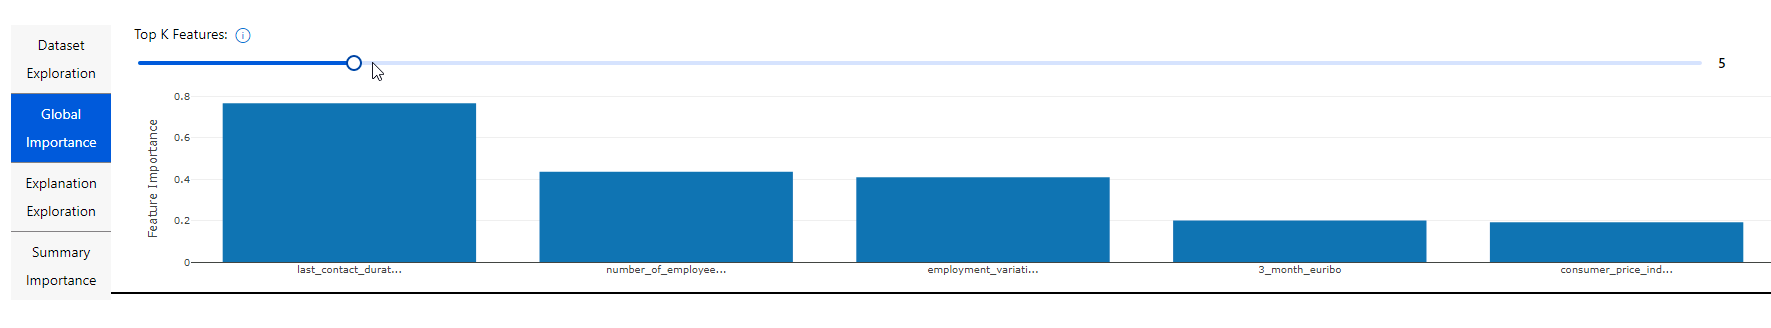 Top K Features:
5
Dataset
Exploration
Global
Importance
Explanation
Exploration
Summary
Importance
Feature Importance
0.8
0.6
0.4
0.2
0
last_contact_durat...
number_of_employee...
employment_variati...
3_month_euribo
consumer_price_ind...